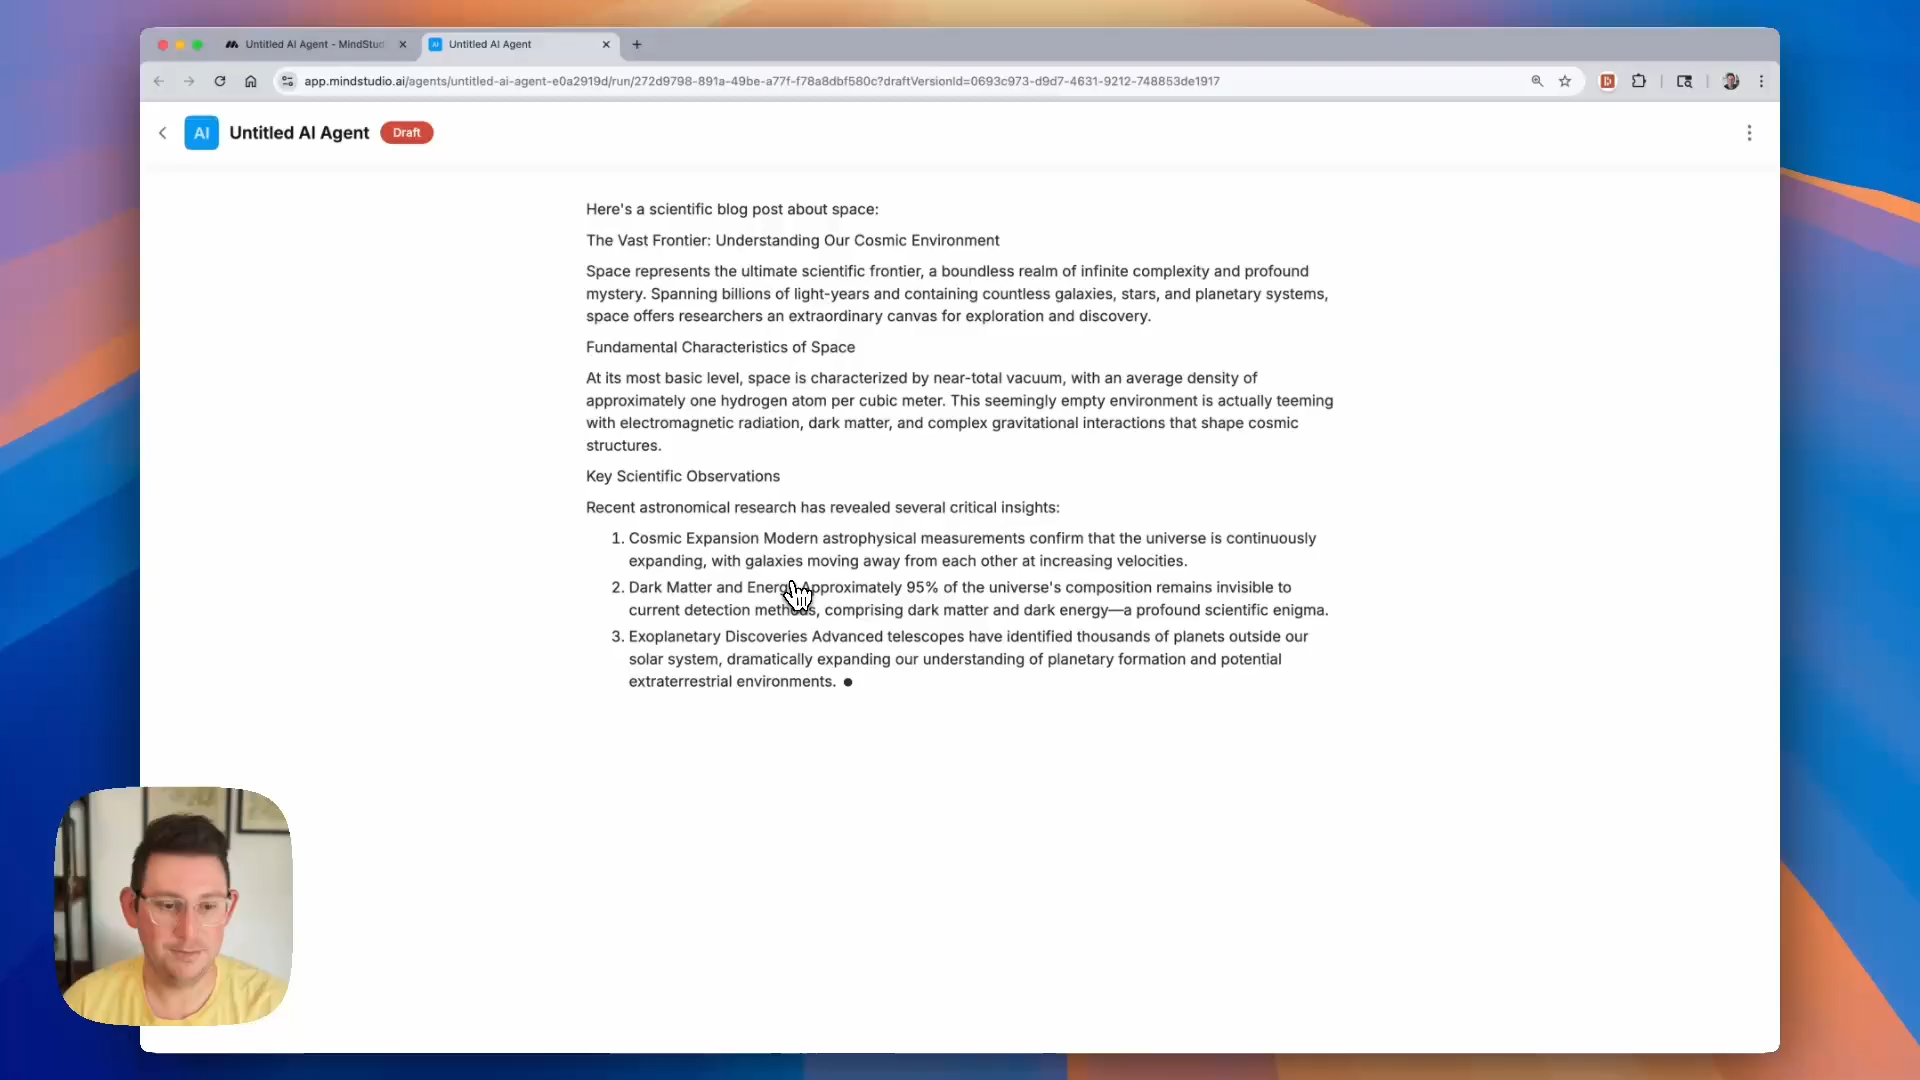 Untitled AI Agent - MindStud
Untitled AI Agent
app.mindstudio.ai/agents/untitled-ai-agent-e0a2919d/run/272d9798-891a-49be-a77f-f78a8dbf580c?draftVersionId=0693c973-d9d7-4631-9212-748853de1917
AI Untitled AI Agent Draft
Here's a scientific blog post about space:
The Vast Frontier: Understanding Our Cosmic Environment
Space represents the ultimate scientific frontier, a boundless realm of infinite complexity and profound
mystery. Spanning billions of light-years and containing countless galaxies, stars, and planetary systems,
space offers researchers an extraordinary canvas for exploration and discovery.
Fundamental Characteristics of Space
At its most basic level, space is characterized by near-total vacuum, with an average density of
approximately one hydrogen atom per cubic meter. This seemingly empty environment is actually teeming
with electromagnetic radiation, dark matter, and complex gravitational interactions that shape cosmic
structures.
Key Scientific Observations
Recent astronomical research has revealed several critical insights:
1. Cosmic Expansion Modern astrophysical measurements confirm that the universe is continuously
expanding, with galaxies moving away from each other at increasing velocities.
2. Dark Matter and Energy Approximately 95% of the universe's composition remains invisible to
current detection methods, comprising dark matter and dark energy—a profound scientific enigma.
3. Exoplanetary Discoveries Advanced telescopes have identified thousands of planets outside our
solar system, dramatically expanding our understanding of planetary formation and potential
extraterrestrial environments.